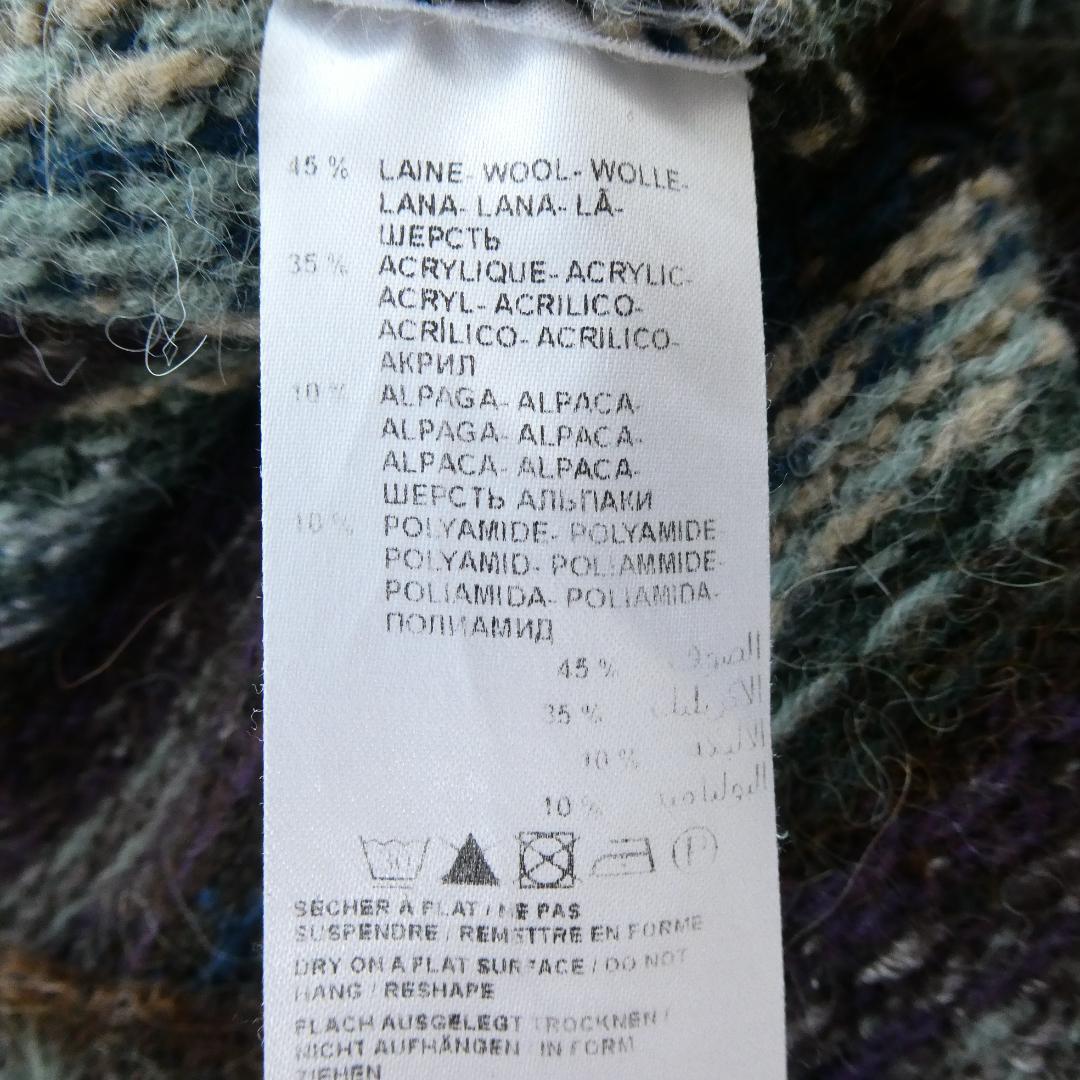 45 % LAINE- WOOL- WOLLE-
LANA- LANA- LÃ-
ШЕРСТЬ
35 % ACRYLIQUE- ACRYLIC-
ACRYL- ACRILICO-
ACRÍLICO- ACRILICO-
АКРИЛ
10 % ALPAGA- ALPACA-
ALPAGA- ALPACA-
ALPACA- ALPACA-
ШЕРСТЬ АЛЬПАКИ
10 % POLYAMIDE- POLYAMIDE
POLYAMID- POLIAMMIDE-
POLIAMIDA- POLIAMIDA-
ПОЛИАМИД
45 %
35 %
10 %
10 %
P
SÉCHER À PLAT / NE PAS
SUSPENDRE / REMETTRE EN FORME
DRY ON A FLAT SURFACE / DO NOT
HANG / RESHAPE
FLACH AUSGELEGT TROCKNEN /
NICHT AUFHÄNGEN IN FORM
ZIEHEN